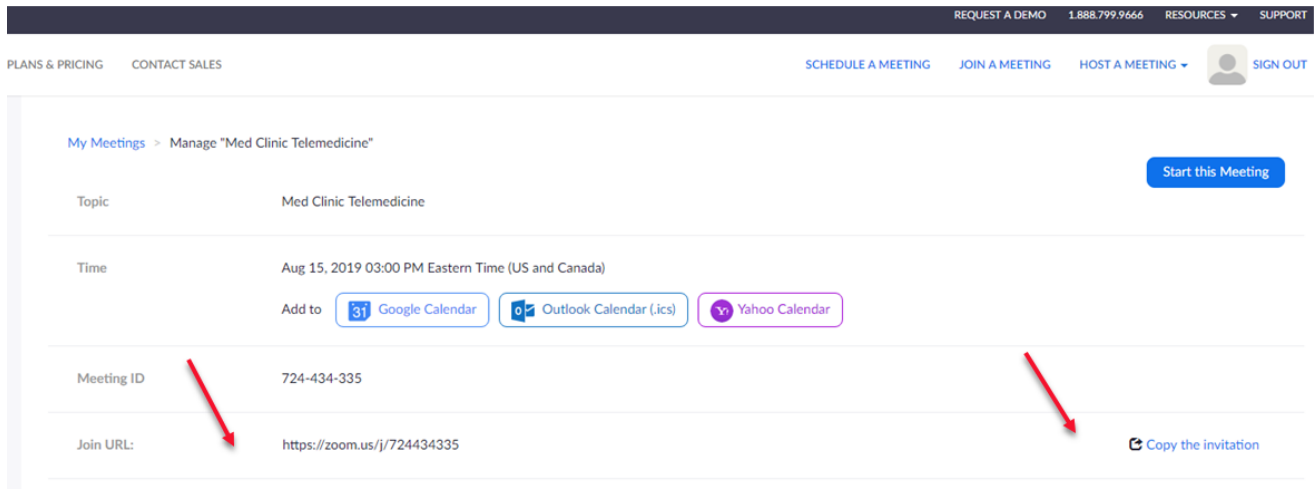 REQUEST A DEMO 1.888.799.9666 RESOURCES SUPPORT
PLANS & PRICING CONTACT SALES SCHEDULE A MEETING JOIN A MEETING HOST A MEETING SIGN OUT
My Meetings > Manage "Med Clinic Telemedicine"
Start this Meeting
Topic Med Clinic Telemedicine
Time Aug 15, 2019 03:00 PM Eastern Time (US and Canada)
Add to 31 Google Calendar o Outlook Calendar (.ics) Y! Yahoo Calendar
Meeting ID 724-434-335
Join URL: https://zoom.us/j/724434335 Copy the invitation